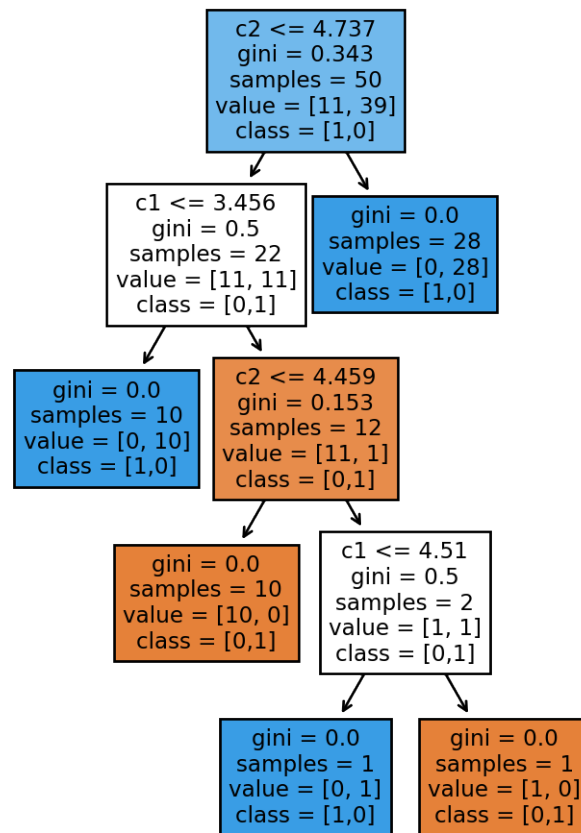 c2 <= 4.737
gini = 0.343
samples = 50
value = [11, 39]
class = [1,0]
c1 <= 3.456
gini = 0.5
samples = 22
value = [11, 11]
class = [0,1]
gini = 0.0
samples = 28
value = [0, 28]
class = [1,0]
gini = 0.0
samples = 10
value = [0, 10]
class = [1,0]
c2 <= 4.459
gini = 0.153
samples = 12
value = [11, 1]
class = [0,1]
gini = 0.0
samples = 10
value = [10, 0]
class = [0,1]
c1 <= 4.51
gini = 0.5
samples = 2
value = [1, 1]
class = [0,1]
gini = 0.0
samples = 1
value = [0, 1]
class = [1,0]
gini = 0.0
samples = 1
value = [1, 0]
class = [0,1]